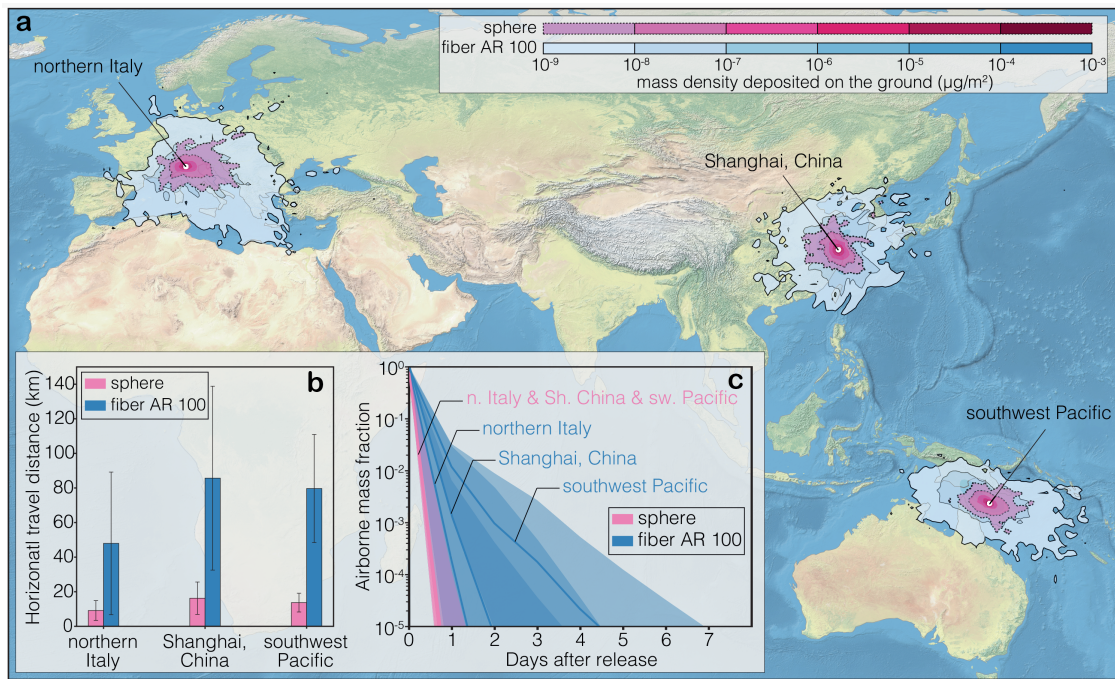 a
sphere
fiber AR 100
10-9 10-8 10-7 10-6 10-5 10-4 10-3
mass density deposited on the ground (µg/m²)
northern Italy
Shanghai, China
southwest Pacific
b
Horizonatl travel distance (km)
140
120
100
80
60
40
20
0
sphere
fiber AR 100
northern Italy
Shanghai, China
southwest Pacific
c
Airborne mass fraction
10⁰
10-1
10-2
10-3
10-4
10-5
n. Italy & Sh. China & sw. Pacific
northern Italy
Shanghai, China
southwest Pacific
sphere
fiber AR 100
0 1 2 3 4 5 6 7
Days after release